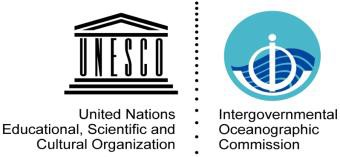 UNESCO
United Nations
Educational, Scientific and
Cultural Organization
Intergovernmental
Oceanographic
Commission